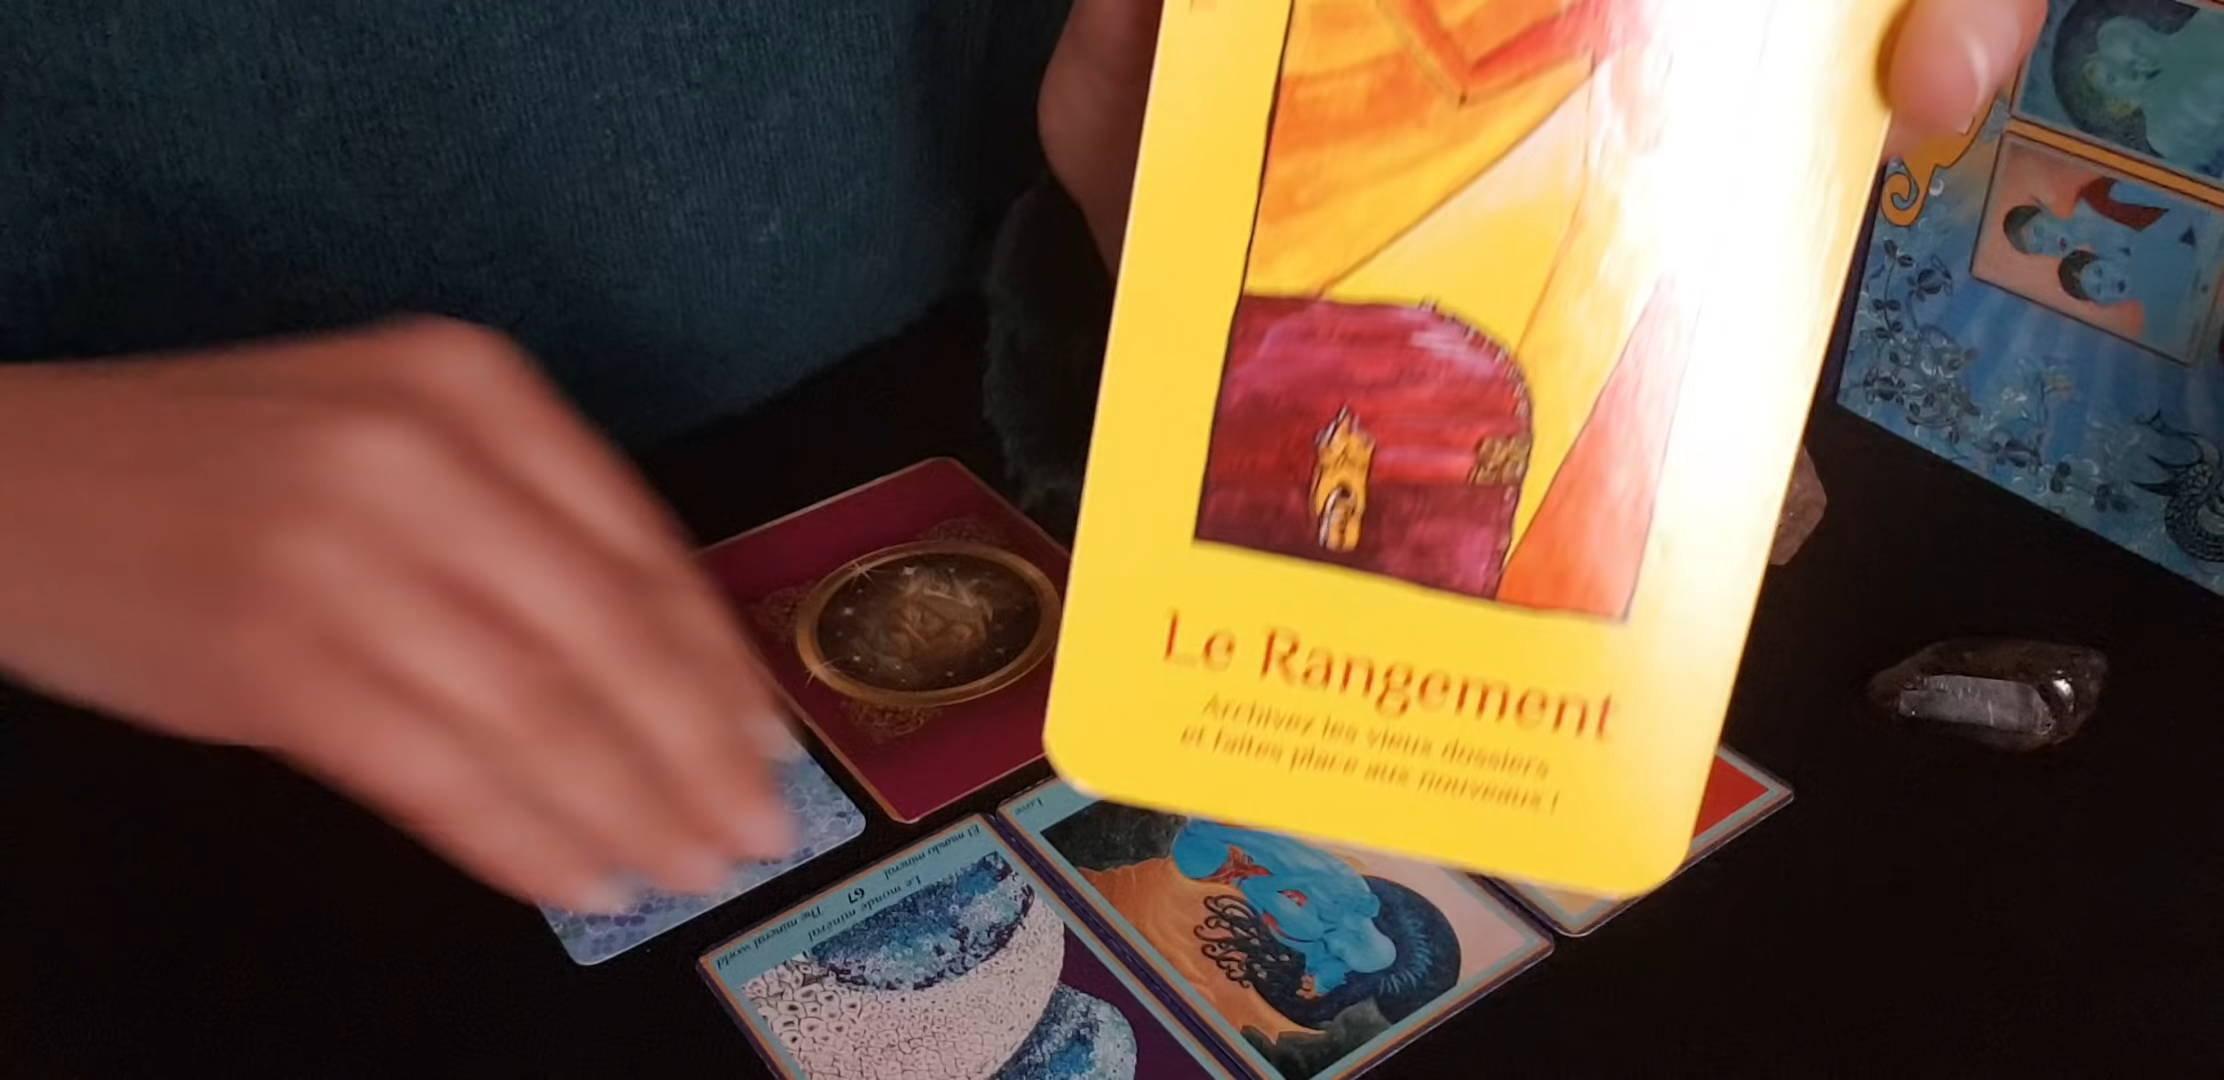 Le Rangement
Archivez les vieux dossiers
et faites place aux nouveaux !
Love
El mundo mineral
Le monde minéral
67
The mineral world